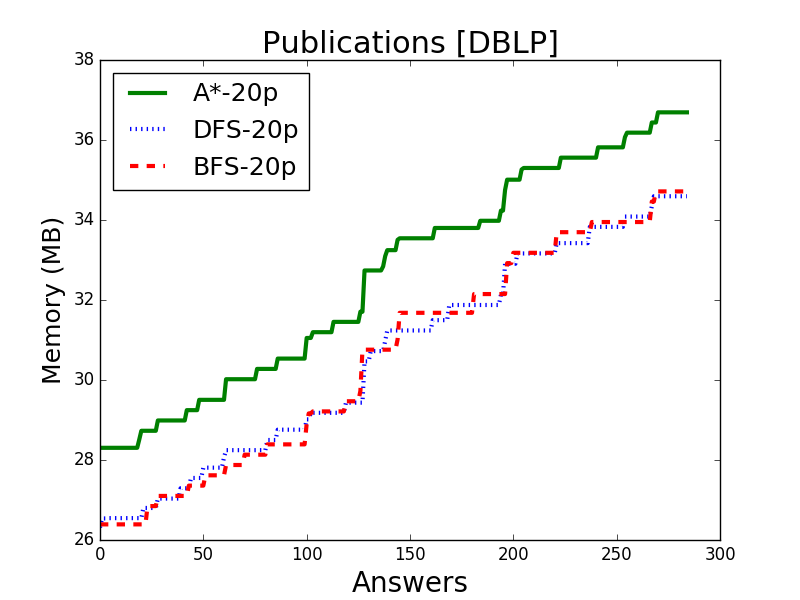 Publications [DBLP]
38
36
34
32
30
28
26
Memory (MB)
A*-20p
DFS-20p
BFS-20p
0 50 100 150 200 250 300
Answers